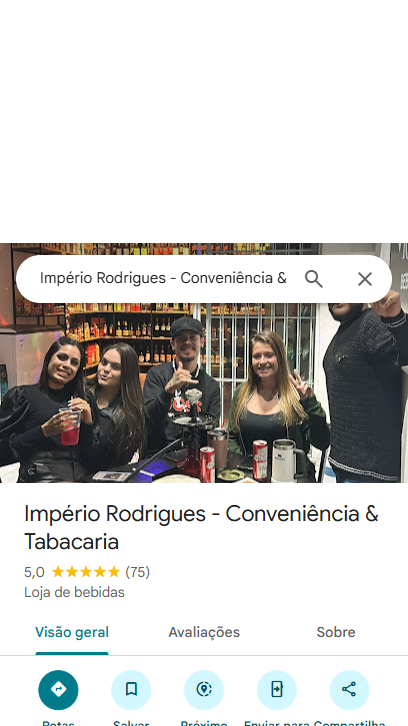 Império Rodrigues - Conveniência &
Império Rodrigues - Conveniência &
Tabacaria
5,0 (75)
Loja de bebidas
Visão geral
Avaliações
Sobre
Rotas
Salvar
Próximo
Enviar para
Compartilha